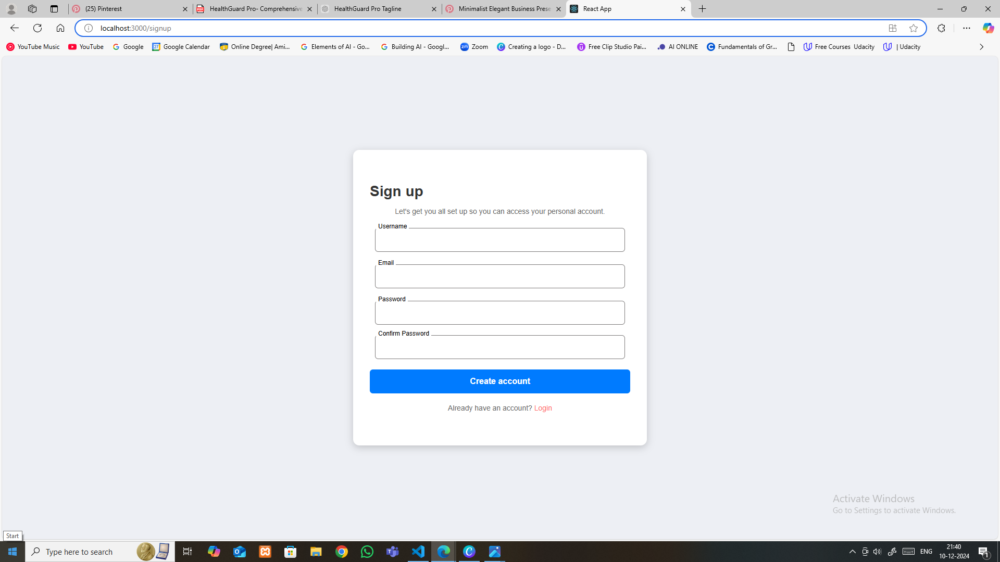 (25) Pinterest
HealthGuard Pro- Comprehensive
HealthGuard Pro Tagline
Minimalist Elegant Business Prese
React App
localhost:3000/signup
YouTube Music
YouTube
Google
27
Google Calendar
Online Degree| Ami...
Elements of AI - Go...
Building AI - Googl...
zm
Zoom
Creating a logo - D...
Free Clip Studio Pai...
AI ONLINE
Fundamentals of Gr...
Free Courses Udacity
| Udacity
Sign up
Let's get you all set up so you can access your personal account.
Username
Email
Password
Confirm Password
Create account
Already have an account? Login
Activate Windows
Go to Settings to activate Windows.
Start
Type here to search
ENG
21:40
10-12-2024
1